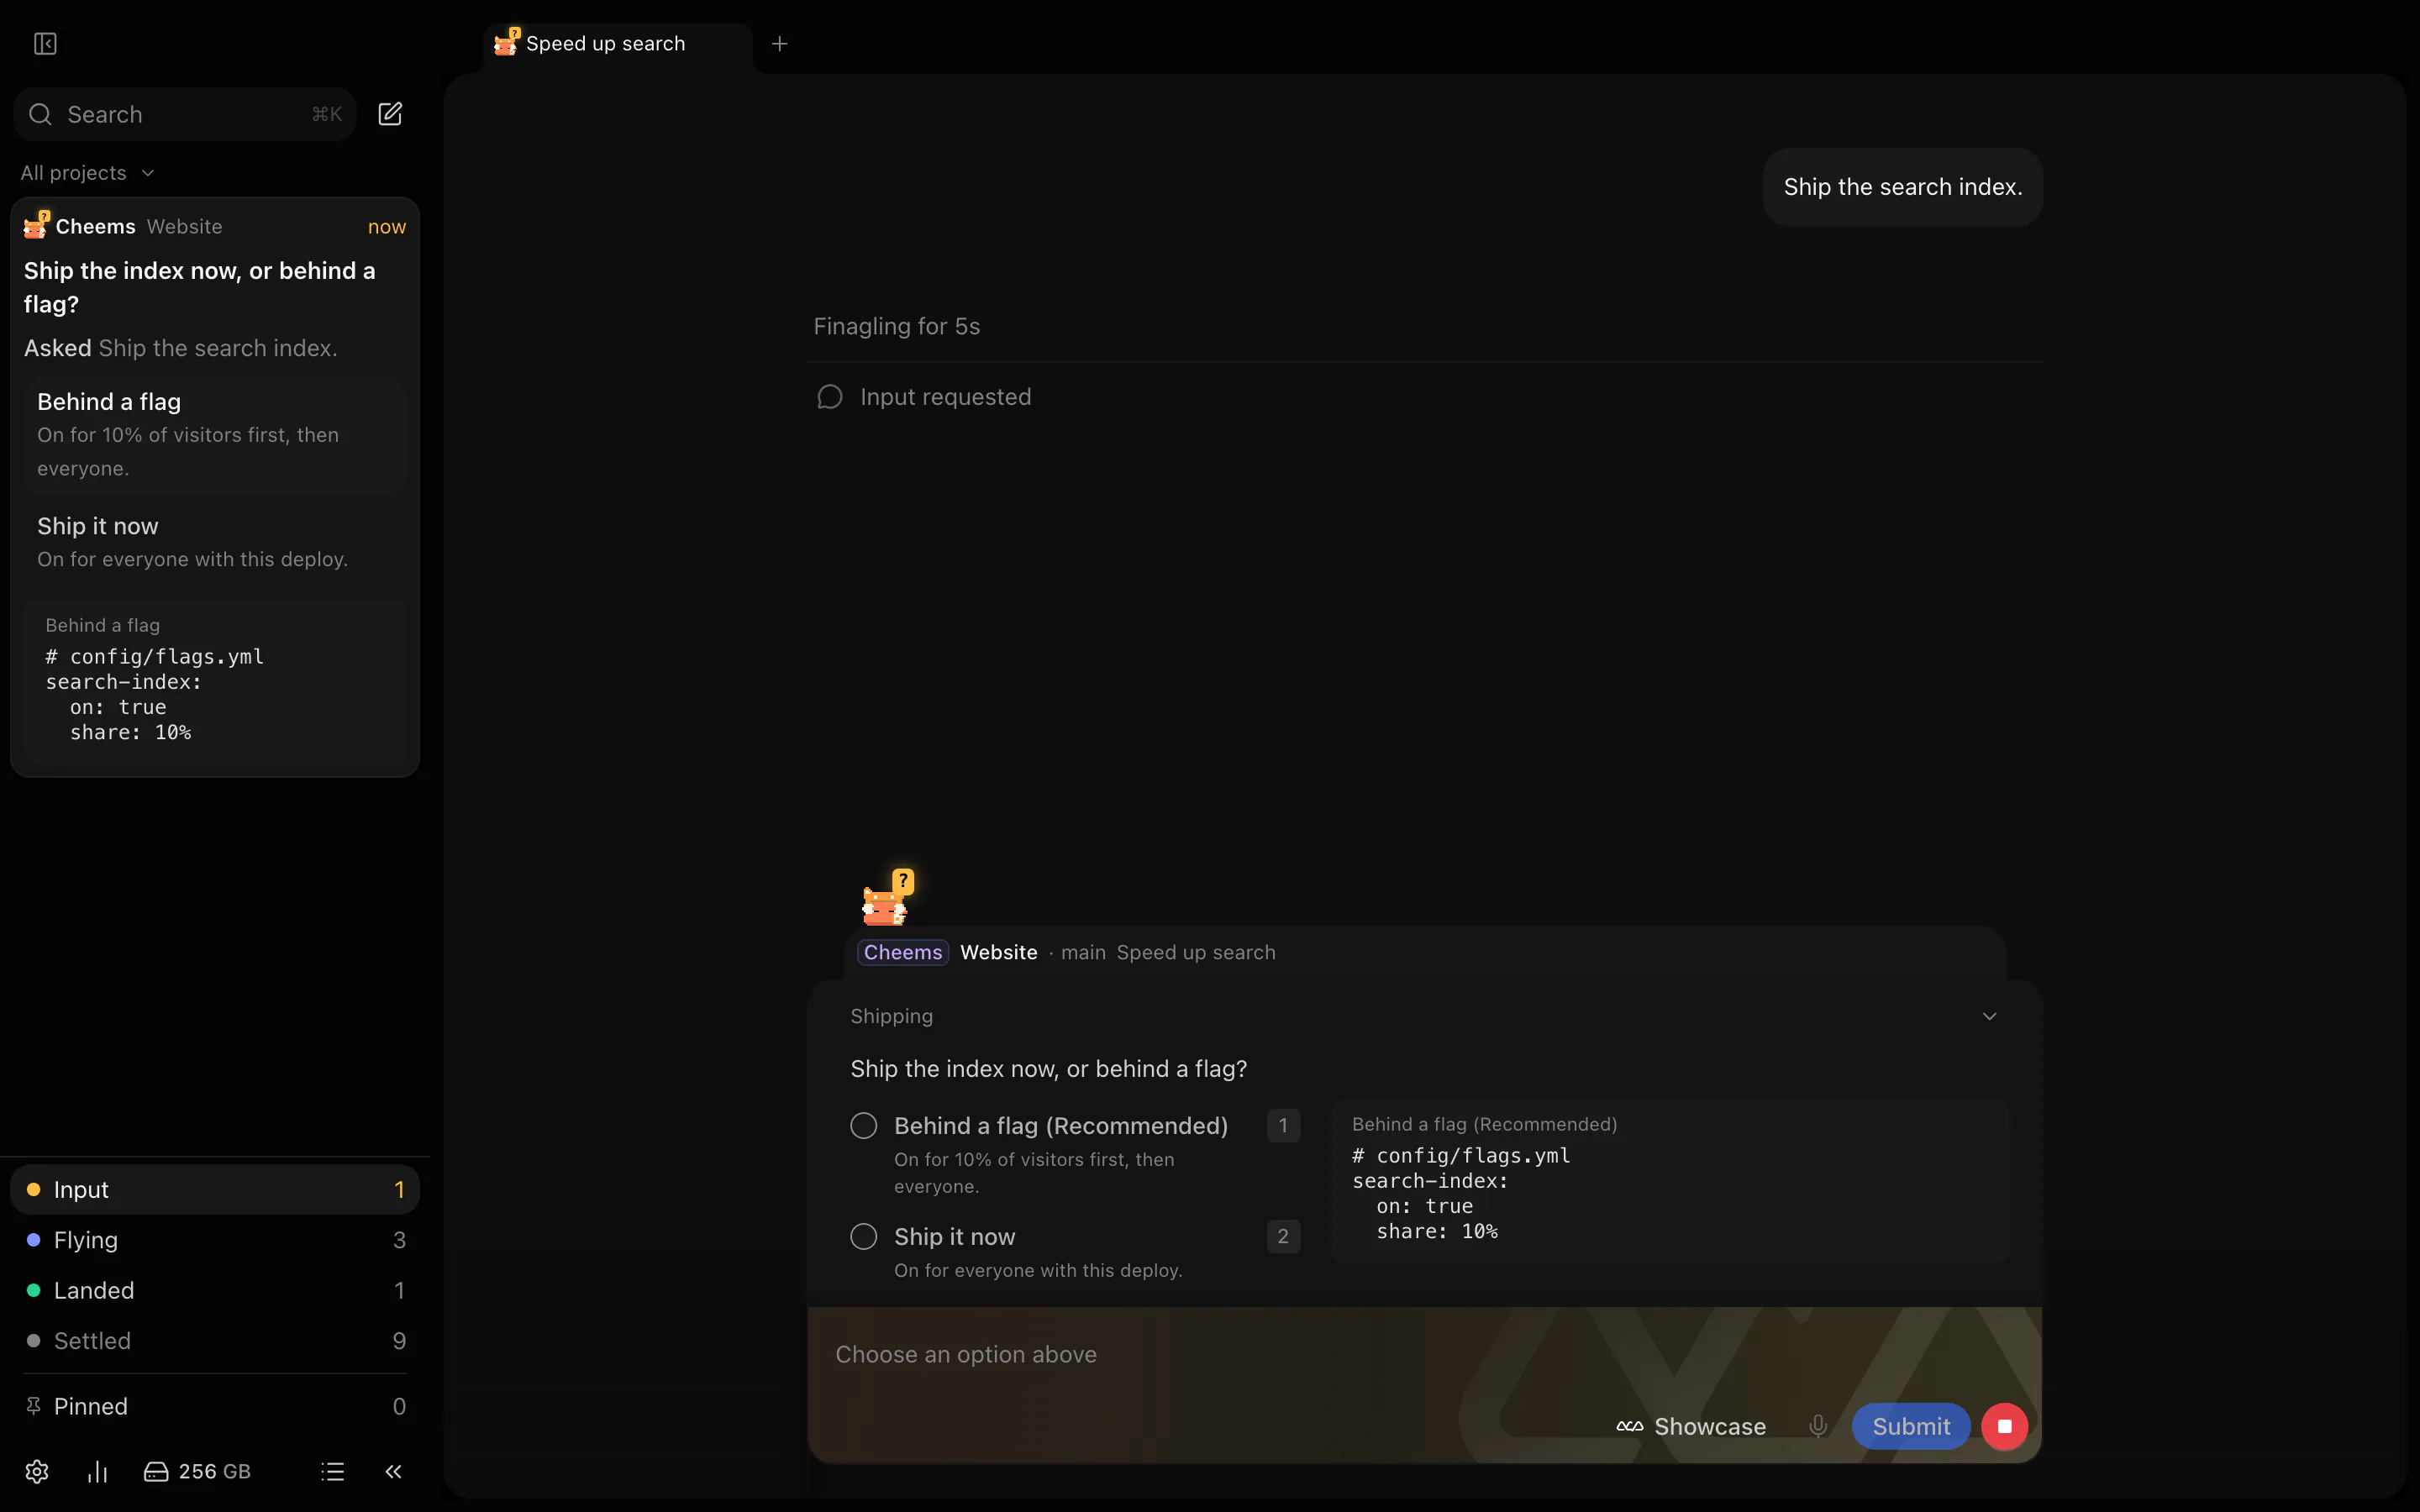 Speed up search
Search ⌘K
All projects
Cheems Website now
Ship the index now, or behind a
flag?
Asked Ship the search index.
Behind a flag
On for 10% of visitors first, then
everyone.
Ship it now
On for everyone with this deploy.
Behind a flag
# config/flags.yml
search-index:
  on: true
  share: 10%
Input 1
Flying 3
Landed 1
Settled 9
Pinned 0
256 GB
Ship the search index.
Finagling for 5s
Input requested
?
Cheems Website · main Speed up search
Shipping
Ship the index now, or behind a flag?
Behind a flag (Recommended) 1
On for 10% of visitors first, then
everyone.
Ship it now 2
On for everyone with this deploy.
Behind a flag (Recommended)
# config/flags.yml
search-index:
  on: true
  share: 10%
Choose an option above
Showcase Submit